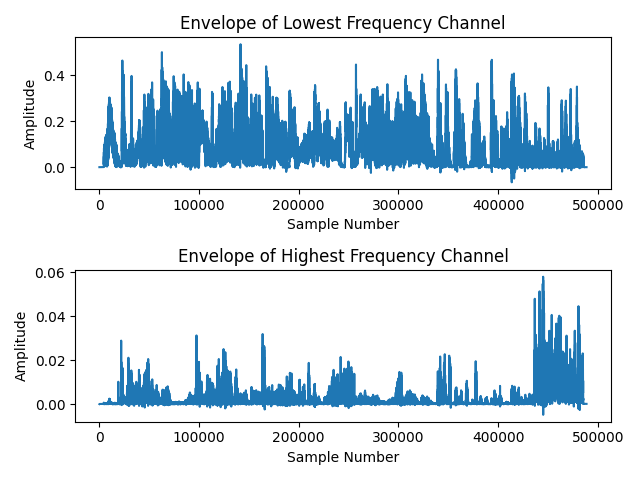 Envelope of Lowest Frequency Channel
Amplitude
0.4
0.2
0.0
0 100000 200000 300000 400000 500000
Sample Number
Envelope of Highest Frequency Channel
Amplitude
0.06
0.04
0.02
0.00
0 100000 200000 300000 400000 500000
Sample Number